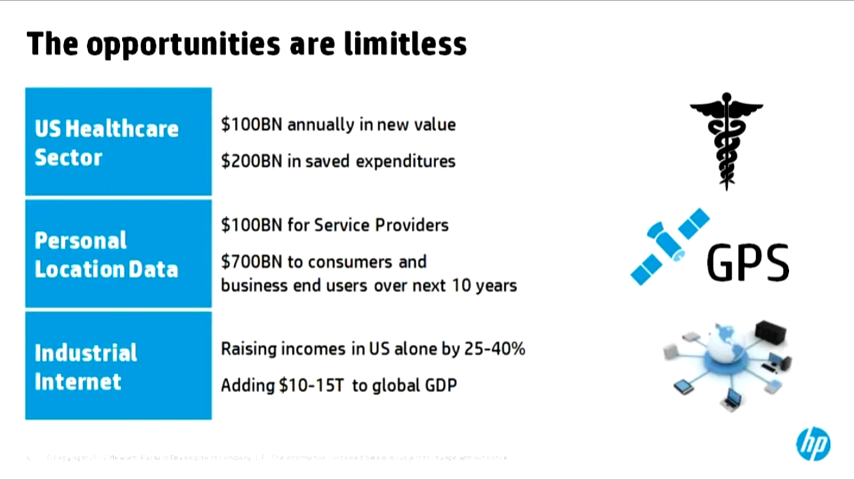 The opportunities are limitless
US Healthcare
Sector
$100BN annually in new value
$200BN in saved expenditures
Personal
Location Data
$100BN for Service Providers
$700BN to consumers and
business end users over next 10 years
GPS
Industrial
Internet
Raising incomes in US alone by 25-40%
Adding $10-15T to global GDP
hp